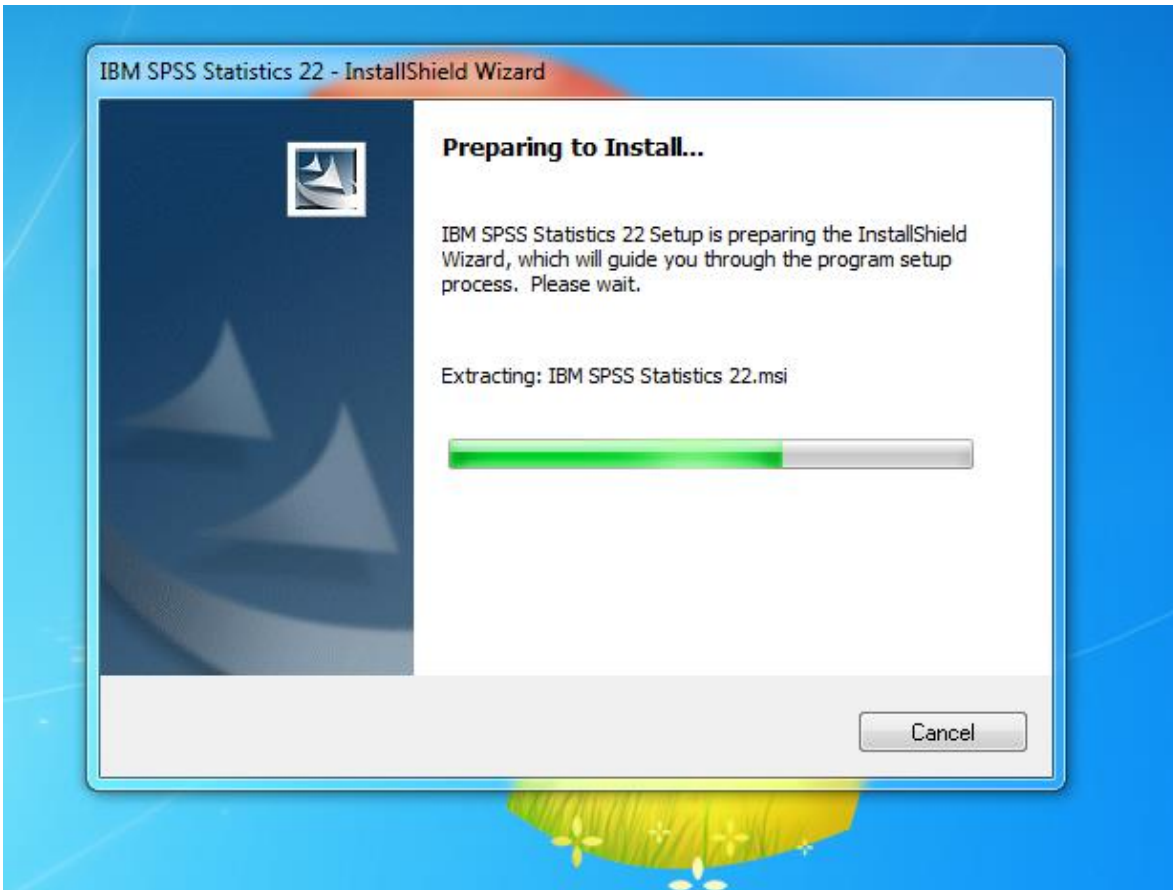 IBM SPSS Statistics 22 - InstallShield Wizard
Preparing to Install...
IBM SPSS Statistics 22 Setup is preparing the InstallShield
Wizard, which will guide you through the program setup
process. Please wait.
Extracting: IBM SPSS Statistics 22.msi
Cancel